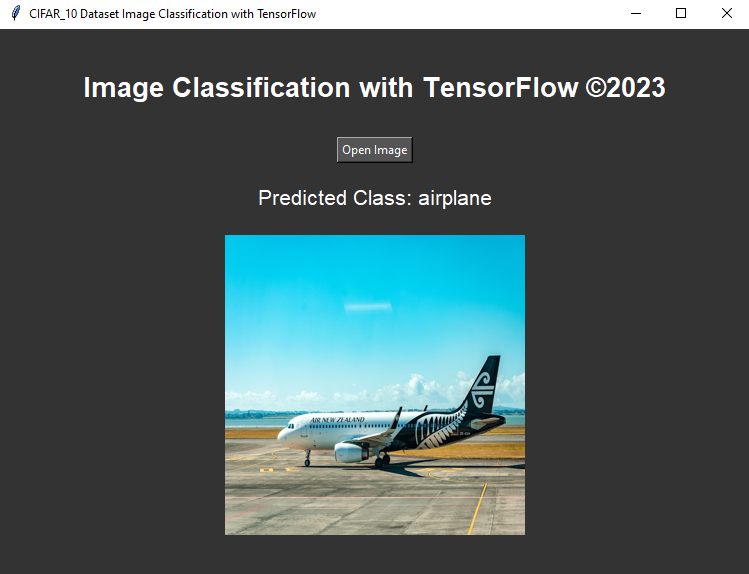 CIFAR_10 Dataset Image Classification with TensorFlow
Image Classification with TensorFlow ©2023
Open Image
Predicted Class: airplane
AIR NEW ZEALAND